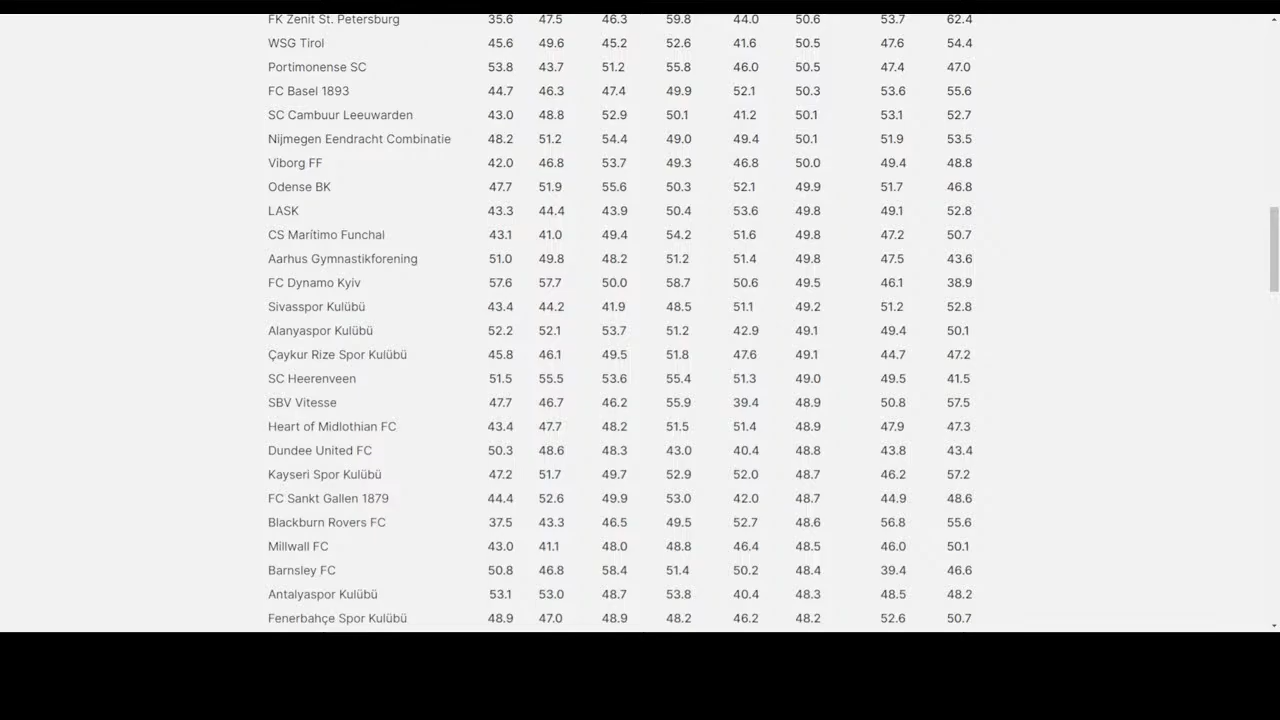 FK Zenit St. Petersburg 35.6 47.5 46.3 59.8 44.0 50.6 53.7 62.4
WSG Tirol 45.6 49.6 45.2 52.6 41.6 50.5 47.6 54.4
Portimonense SC 53.8 43.7 51.2 55.8 46.0 50.5 47.4 47.0
FC Basel 1893 44.7 46.3 47.4 49.9 52.1 50.3 53.6 55.6
SC Cambuur Leeuwarden 43.0 48.8 52.9 50.1 41.2 50.1 53.1 52.7
Nijmegen Eendracht Combinatie 48.2 51.2 54.4 49.0 49.4 50.1 51.9 53.5
Viborg FF 42.0 46.8 53.7 49.3 46.8 50.0 49.4 48.8
Odense BK 47.7 51.9 55.6 50.3 52.1 49.9 51.7 46.8
LASK 43.3 44.4 43.9 50.4 53.6 49.8 49.1 52.8
CS Marítimo Funchal 43.1 41.0 49.4 54.2 51.6 49.8 47.2 50.7
Aarhus Gymnastikforening 51.0 49.8 48.2 51.2 51.4 49.8 47.5 43.6
FC Dynamo Kyiv 57.6 57.7 50.0 58.7 50.6 49.5 46.1 38.9
Sivasspor Kulübü 43.4 44.2 41.9 48.5 51.1 49.2 51.2 52.8
Alanyaspor Kulübü 52.2 52.1 53.7 51.2 42.9 49.1 49.4 50.1
Çaykur Rize Spor Kulübü 45.8 46.1 49.5 51.8 47.6 49.1 44.7 47.2
SC Heerenveen 51.5 55.5 53.6 55.4 51.3 49.0 49.5 41.5
SBV Vitesse 47.7 46.7 46.2 55.9 39.4 48.9 50.8 57.5
Heart of Midlothian FC 43.4 47.7 48.2 51.5 51.4 48.9 47.9 47.3
Dundee United FC 50.3 48.6 48.3 43.0 40.4 48.8 43.8 43.4
Kayseri Spor Kulübü 47.2 51.7 49.7 52.9 52.0 48.7 46.2 57.2
FC Sankt Gallen 1879 44.4 52.6 49.9 53.0 42.0 48.7 44.9 48.6
Blackburn Rovers FC 37.5 43.3 46.5 49.5 52.7 48.6 56.8 55.6
Millwall FC 43.0 41.1 48.0 48.8 46.4 48.5 46.0 50.1
Barnsley FC 50.8 46.8 58.4 51.4 50.2 48.4 39.4 46.6
Antalyaspor Kulübü 53.1 53.0 48.7 53.8 40.4 48.3 48.5 48.2
Fenerbahçe Spor Kulübü 48.9 47.0 48.9 48.2 46.2 48.2 52.6 50.7